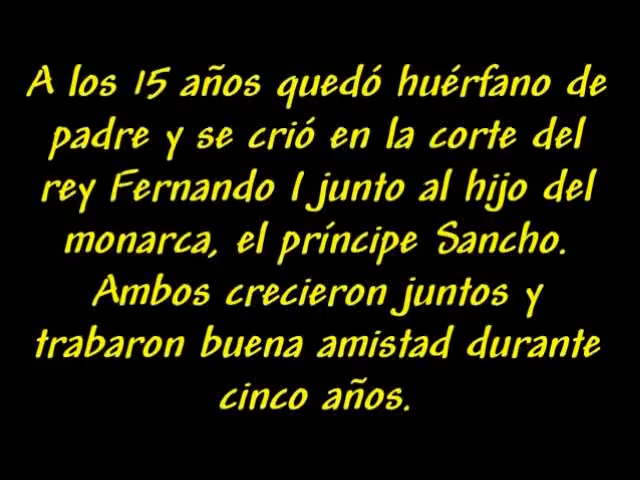 A los 15 años quedó huérfano de
padre y se crió en la corte del
rey Fernando I junto al hijo del
monarca, el príncipe Sancho.
Ambos crecieron juntos y
trabaron buena amistad durante
cinco años.